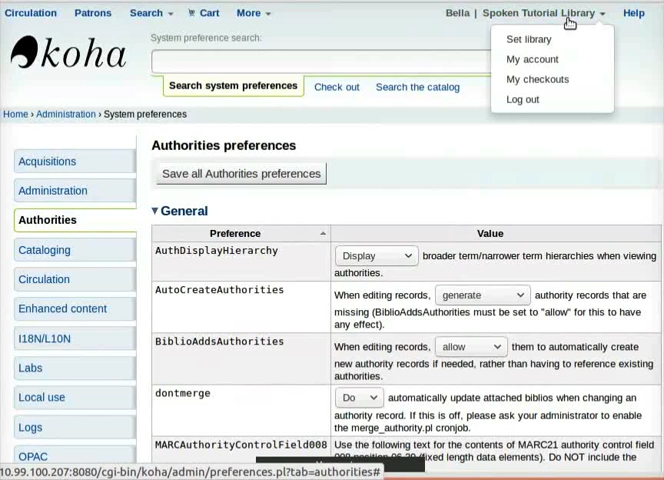 Circulation Patrons Search Cart More Bella | Spoken Tutorial Library Help
System preference search:
koha
Set library
My account
My checkouts
Log out
Search system preferences Check out Search the catalog
Home › Administration › System preferences
Authorities preferences
Save all Authorities preferences
Acquisitions
Administration
Authorities
Cataloging
Circulation
Enhanced content
I18N/L10N
Labs
Local use
Logs
OPAC
General
Preference Value
AuthDisplayHierarchy Display broader term/narrower term hierarchies when viewing
authorities.
AutoCreateAuthorities When editing records, generate authority records that are
missing (BiblioAddsAuthorities must be set to "allow" for this to
have any effect).
BiblioAddsAuthorities When editing records, allow them to automatically create
new authority records if needed, rather than having to reference existing
authorities.
dontmerge Do automatically update attached biblios when changing an
authority record. If this is off, please ask your administrator to enable
the merge_authority.pl cronjob.
MARCAuthorityControlField008 Use the following text for the contents of MARC21 authority control field
(fixed length data elements). Do NOT include the
10.99.100.207:8080/cgi-bin/koha/admin/preferences.pl?tab=authorities#